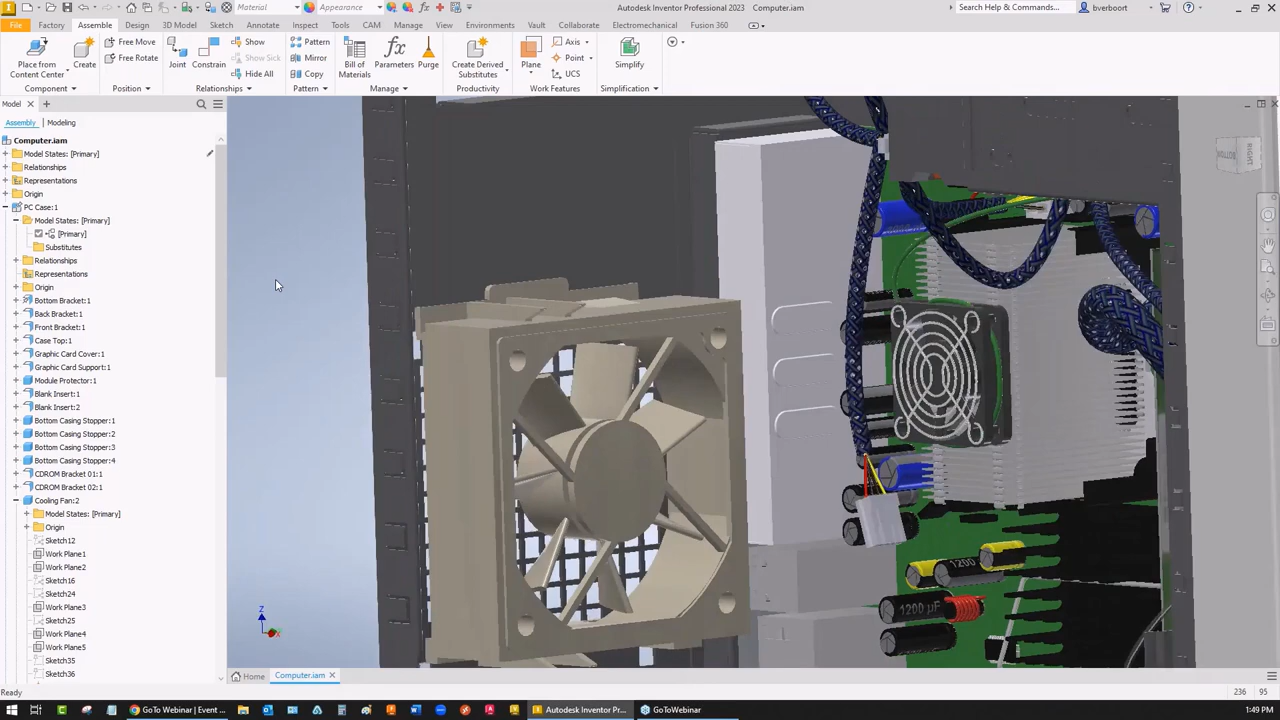 Material
Appearance
Autodesk Inventor Professional 2023 Computer.iam
Search Help & Commands...
bverboort
File Factory Assemble Design 3D Model Sketch Annotate Inspect Tools CAM Manage View Environments Vault Collaborate Electromechanical Fusion 360
Place from Content Center
Create
Free Move
Free Rotate
Joint
Constrain
Show
Show Sick
Hide All
Pattern
Mirror
Copy
Bill of Materials
Parameters
Purge
Create Derived Substitutes
Plane
Axis
Point
UCS
Simplify
Component Position Relationships Pattern Manage Productivity Work Features Simplification
Model
Assembly Modeling
Computer.iam
Model States: [Primary]
Relationships
Representations
Origin
PC Case:1
Model States: [Primary]
[Primary]
Substitutes
Relationships
Representations
Origin
Bottom Bracket:1
Back Bracket:1
Front Bracket:1
Case Top:1
Graphic Card Cover:1
Graphic Card Support:1
Module Protector:1
Blank Insert:1
Blank Insert:2
Bottom Casing Stopper:1
Bottom Casing Stopper:2
Bottom Casing Stopper:3
Bottom Casing Stopper:4
CDROM Bracket 01:1
CDROM Bracket 02:1
Cooling Fan:2
Model States: [Primary]
Origin
Sketch12
Work Plane1
Work Plane2
Sketch16
Sketch24
Work Plane3
Sketch25
Work Plane4
Work Plane5
Sketch35
Sketch36
BOTTOM
RIGHT
1200
1200 µF
Z
X
Home Computer.iam
Ready
236 95
GoTo Webinar | Event ...
Autodesk Inventor Pr...
GoToWebinar
1:49 PM